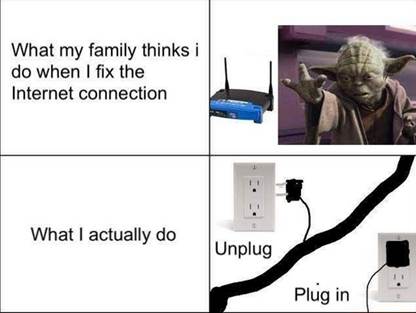 What my family thinks i
do when I fix the
Internet connection
What I actually do
Unplug
Plug in